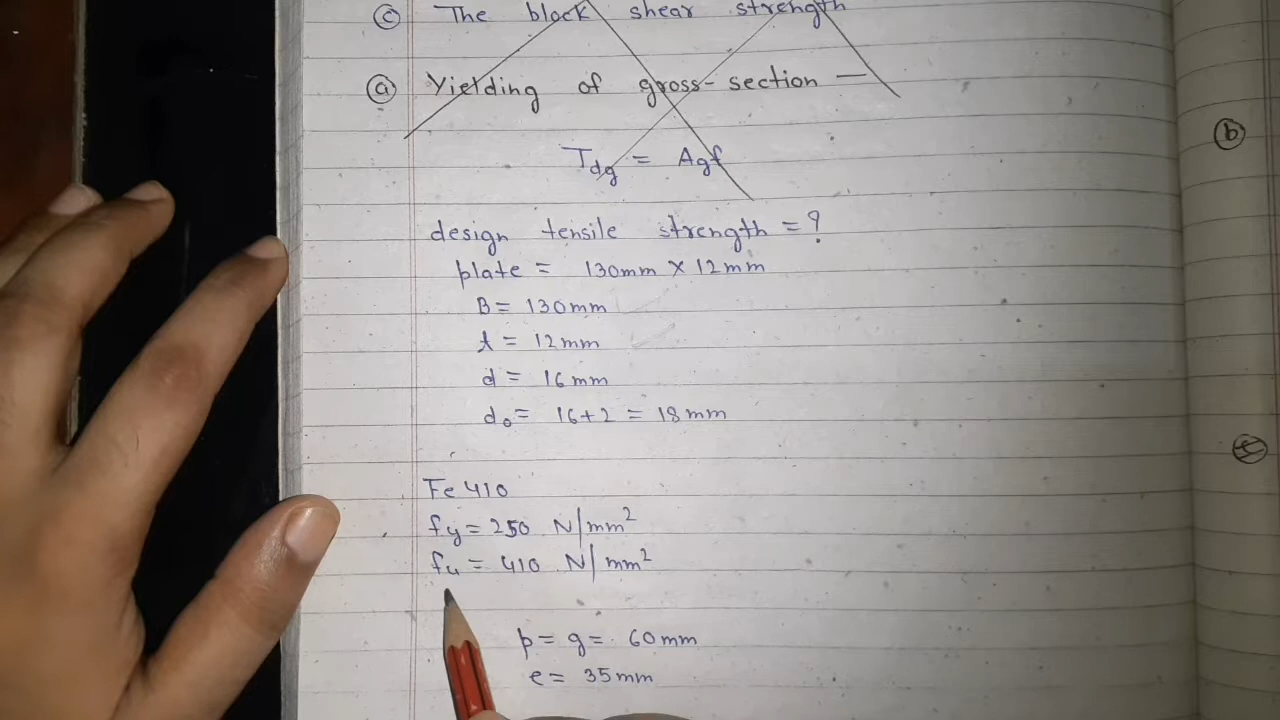 ⓒ The block shear strength
ⓐ Yielding of gross-section —
Tdg = Agf
design tensile strength = ?
plate = 130mm × 12mm
B = 130mm
t = 12mm
d = 16mm
d₀ = 16+2 = 18mm
Fe 410
fy = 250 N/mm²
fu = 410 N/mm²
p = g = 60mm
e = 35mm
ⓑ
ⓒ